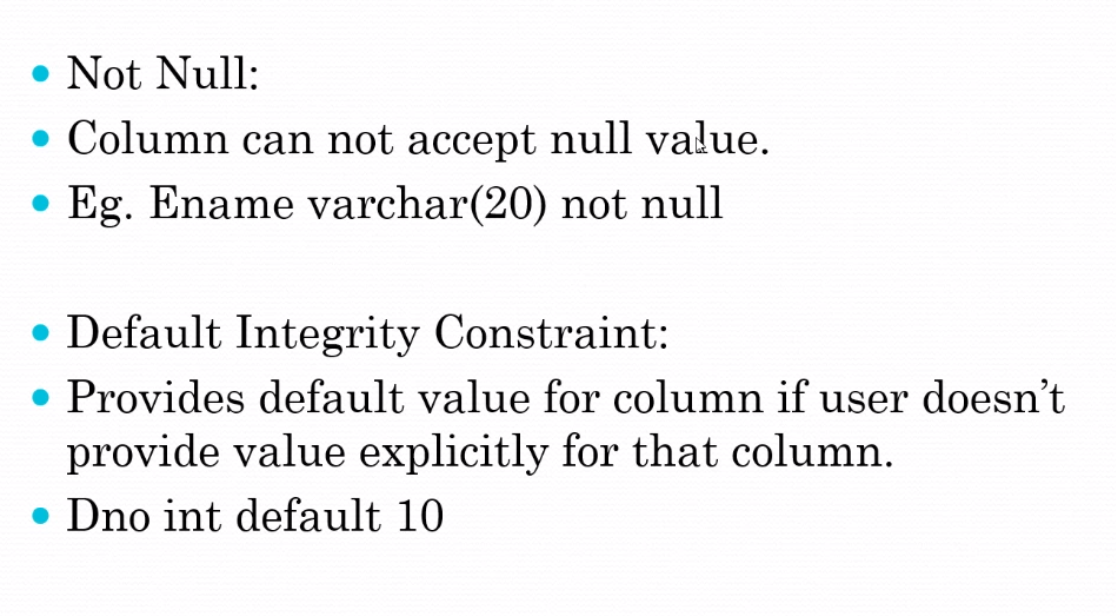 Not Null:
Column can not accept null value.
Eg. Ename varchar(20) not null
Default Integrity Constraint:
Provides default value for column if user doesn’t
provide value explicitly for that column.
Dno int default 10